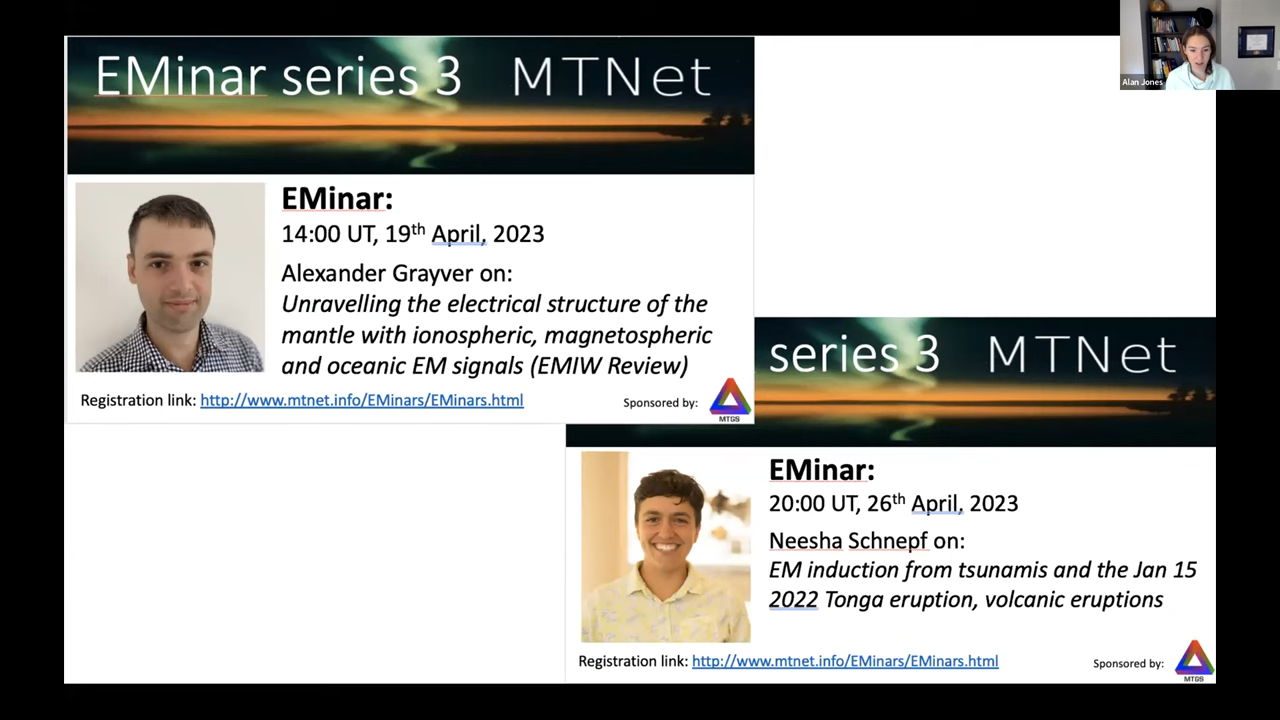 Alan Jones
EMinar series 3 MTNet
EMinar:
14:00 UT, 19th April, 2023
Alexander Grayver on:
Unravelling the electrical structure of the
mantle with ionospheric, magnetospheric
and oceanic EM signals (EMIW Review)
Registration link: http://www.mtnet.info/EMinars/EMinars.html
Sponsored by:
MTGS
series 3 MTNet
EMinar:
20:00 UT, 26th April, 2023
Neesha Schnepf on:
EM induction from tsunamis and the Jan 15
2022 Tonga eruption, volcanic eruptions
Registration link: http://www.mtnet.info/EMinars/EMinars.html
Sponsored by:
MTGS